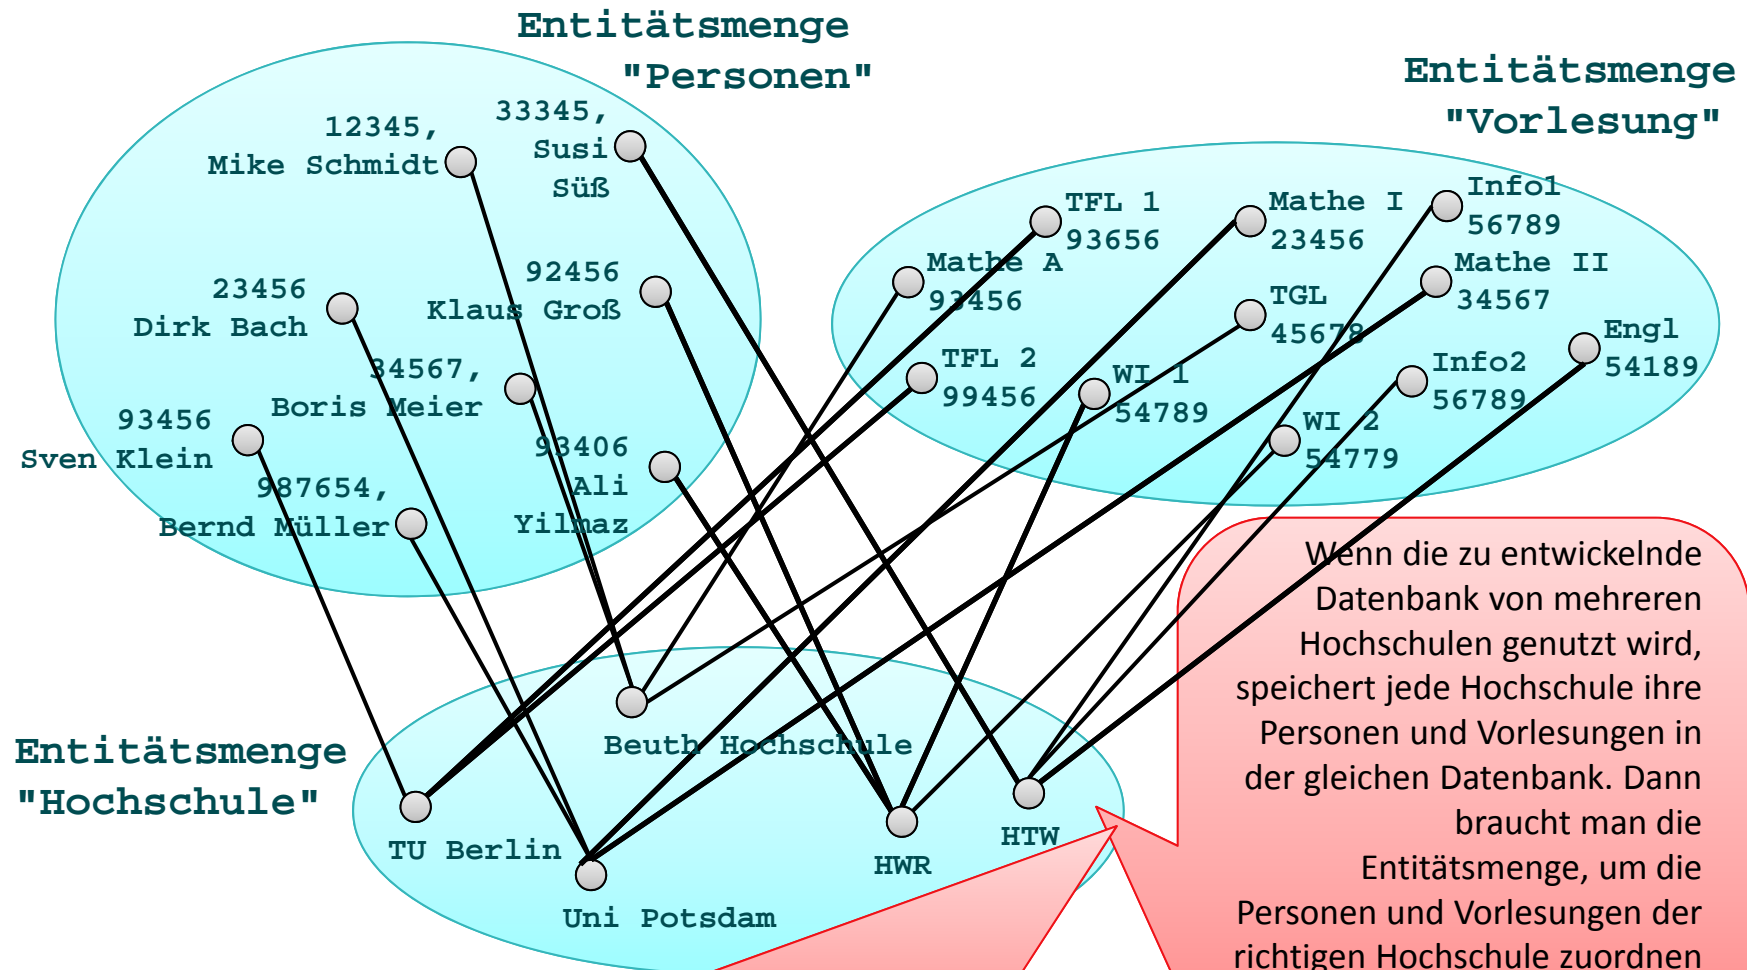 Entitätsmenge
"Personen"
12345,
Mike Schmidt
33345,
Susi
Süß
23456
Dirk Bach
92456
Klaus Groß
34567,
Boris Meier
93456
Sven Klein
93406
Ali
Yilmaz
987654,
Bernd Müller
Entitätsmenge
"Vorlesung"
TFL 1
93656
Mathe I
23456
Info1
56789
Mathe A
93456
TGL
45678
Mathe II
34567
TFL 2
99456
WI 1
54789
Info2
56789
Engl
54189
WI 2
54779
Entitätsmenge
"Hochschule"
Beuth Hochschule
TU Berlin
Uni Potsdam
HWR
HTW
Wenn die zu entwickelnde
Datenbank von mehreren
Hochschulen genutzt wird,
speichert jede Hochschule ihre
Personen und Vorlesungen in
der gleichen Datenbank. Dann
braucht man die
Entitätsmenge, um die
Personen und Vorlesungen der
richtigen Hochschule zuordnen